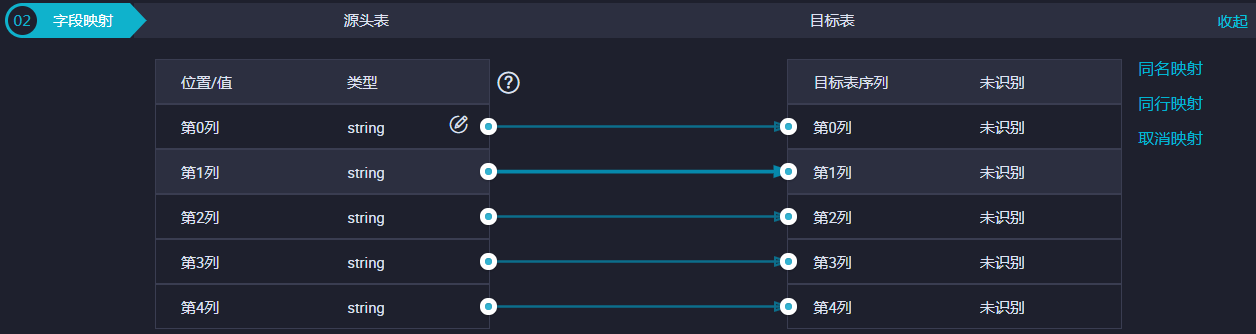 02 字段映射 源头表 目标表 收起
位置/值 类型 ? 目标表序列 未识别 同名映射
第0列 string 第0列 未识别 同行映射
取消映射
第1列 string 第1列 未识别
第2列 string 第2列 未识别
第3列 string 第3列 未识别
第4列 string 第4列 未识别